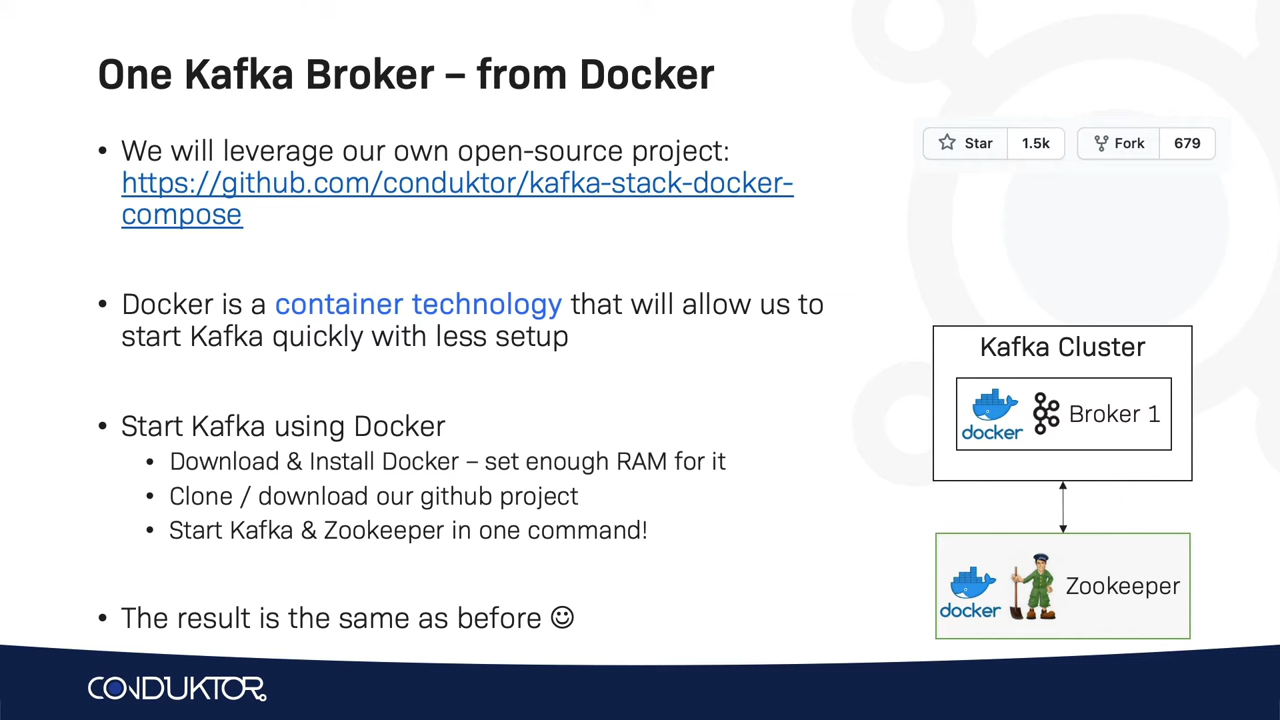 One Kafka Broker – from Docker
• We will leverage our own open-source project:
https://github.com/conduktor/kafka-stack-docker-
compose
Star 1.5k Fork 679
• Docker is a container technology that will allow us to
start Kafka quickly with less setup
• Start Kafka using Docker
• Download & Install Docker – set enough RAM for it
• Clone / download our github project
• Start Kafka & Zookeeper in one command!
• The result is the same as before ☺
Kafka Cluster
docker Broker 1
docker Zookeeper
CONDUKTOR